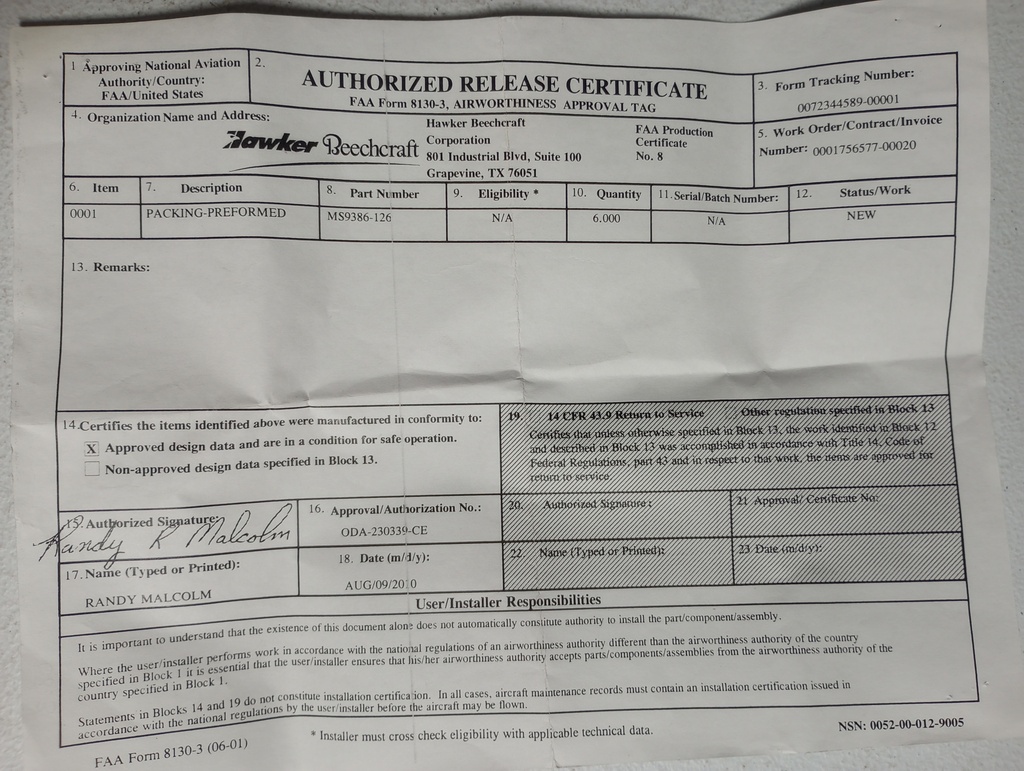 1 Approving National Aviation
Authority/Country:
FAA/United States
2.
AUTHORIZED RELEASE CERTIFICATE
FAA Form 8130-3, AIRWORTHINESS APPROVAL TAG
3. Form Tracking Number:
0072344589-00001
4. Organization Name and Address:
Hawker Beechcraft
Hawker Beechcraft
Corporation
801 Industrial Blvd, Suite 100
Grapevine, TX 76051
FAA Production
Certificate
No. 8
5. Work Order/Contract/Invoice
Number: 0001756577-00020
6. Item
7. Description
8. Part Number
9. Eligibility *
10. Quantity
11. Serial/Batch Number:
12. Status/Work
0001
PACKING-PREFORMED
MS9386-126
N/A
6.000
N/A
NEW
13. Remarks:
14. Certifies the items identified above were manufactured in conformity to:
X Approved design data and are in a condition for safe operation.
Non-approved design data specified in Block 13.
19. 14 CFR 43.9 Return to Service Other regulation specified in Block 13
Certifies that unless otherwise specified in Block 13, the work identified in Block 12
and described in Block 13 was accomplished in accordance with Title 14, Code of
Federal Regulations, part 43 and in respect to that work, the items are approved for
return to service.
15. Authorized Signature:
Randy R Malcolm
16. Approval/Authorization No.:
ODA-230339-CE
20. Authorized Signature:
21 Approval/ Certificate No:
17. Name (Typed or Printed):
RANDY MALCOLM
18. Date (m/d/y):
AUG/09/2010
22. Name (Typed or Printed):
23 Date (m/d/y):
User/Installer Responsibilities
It is important to understand that the existence of this document alone does not automatically constitute authority to install the part/component/assembly.
Where the user/installer performs work in accordance with the national regulations of an airworthiness authority different than the airworthiness authority of the country
specified in Block 1 it is essential that the user/installer ensures that his/her airworthiness authority accepts parts/components/assemblies from the airworthiness authority of the
country specified in Block 1.
Statements in Blocks 14 and 19 do not constitute installation certification. In all cases, aircraft maintenance records must contain an installation certification issued in
accordance with the national regulations by the user/installer before the aircraft may be flown.
FAA Form 8130-3 (06-01)
* Installer must cross check eligibility with applicable technical data.
NSN: 0052-00-012-9005